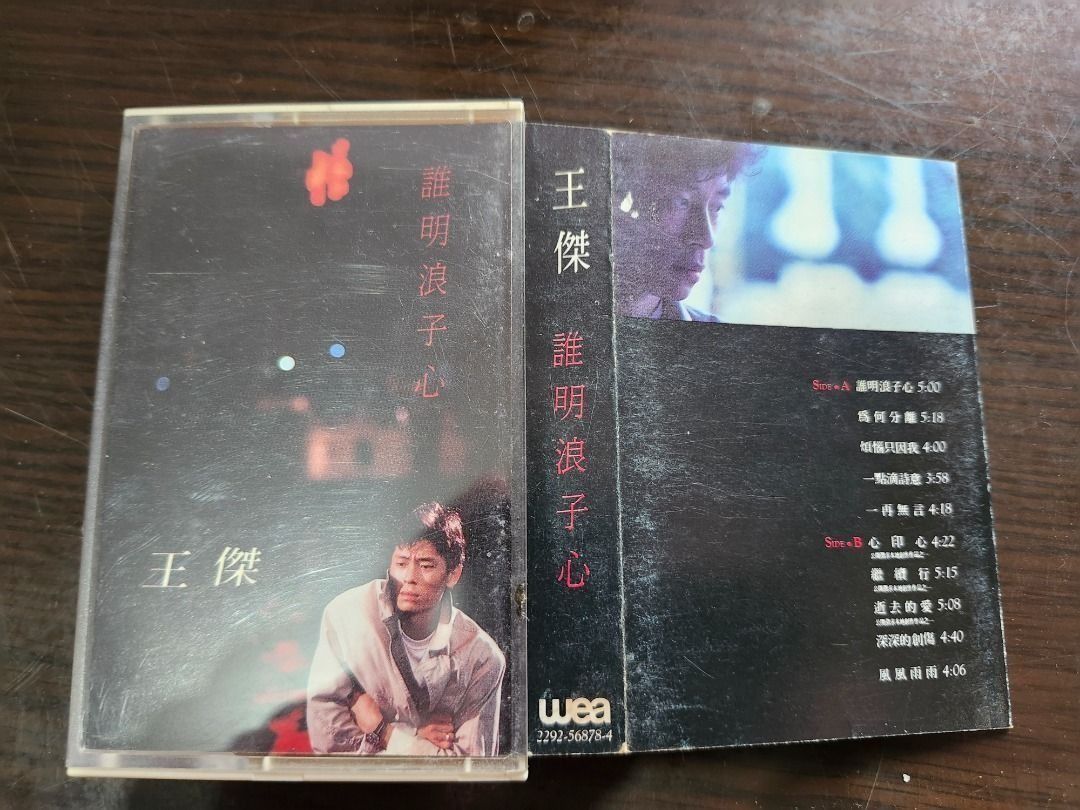 誰明浪子心
王傑
王傑 誰明浪子心
wea
2292-56878-4
SIDE A 誰明浪子心 5:00
爲何分離 5:18
煩惱只因我 4:00
一點滴詩意 3:58
一再無言 4:18
SIDE B 心印心 4:22
繼續行 5:15
逝去的愛 5:08
深深的創傷 4:40
風風雨雨 4:06